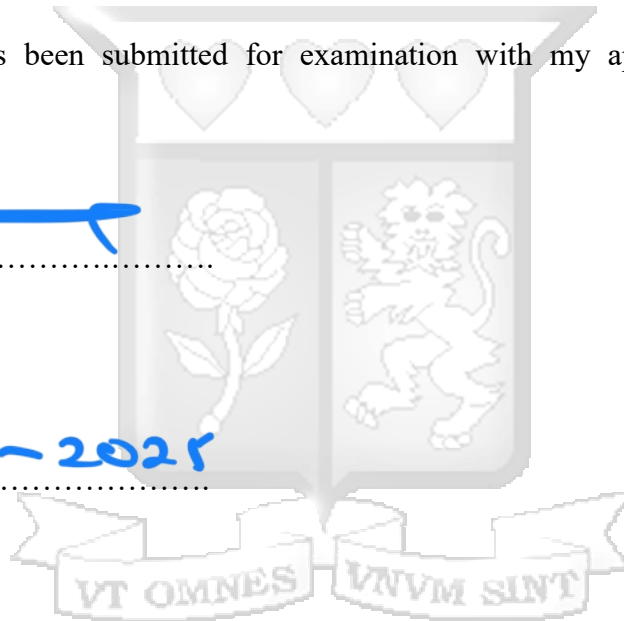 s been submitted for examination with my a
…………………….
- 2025
…………………….
VT OMNES VNVM SINT